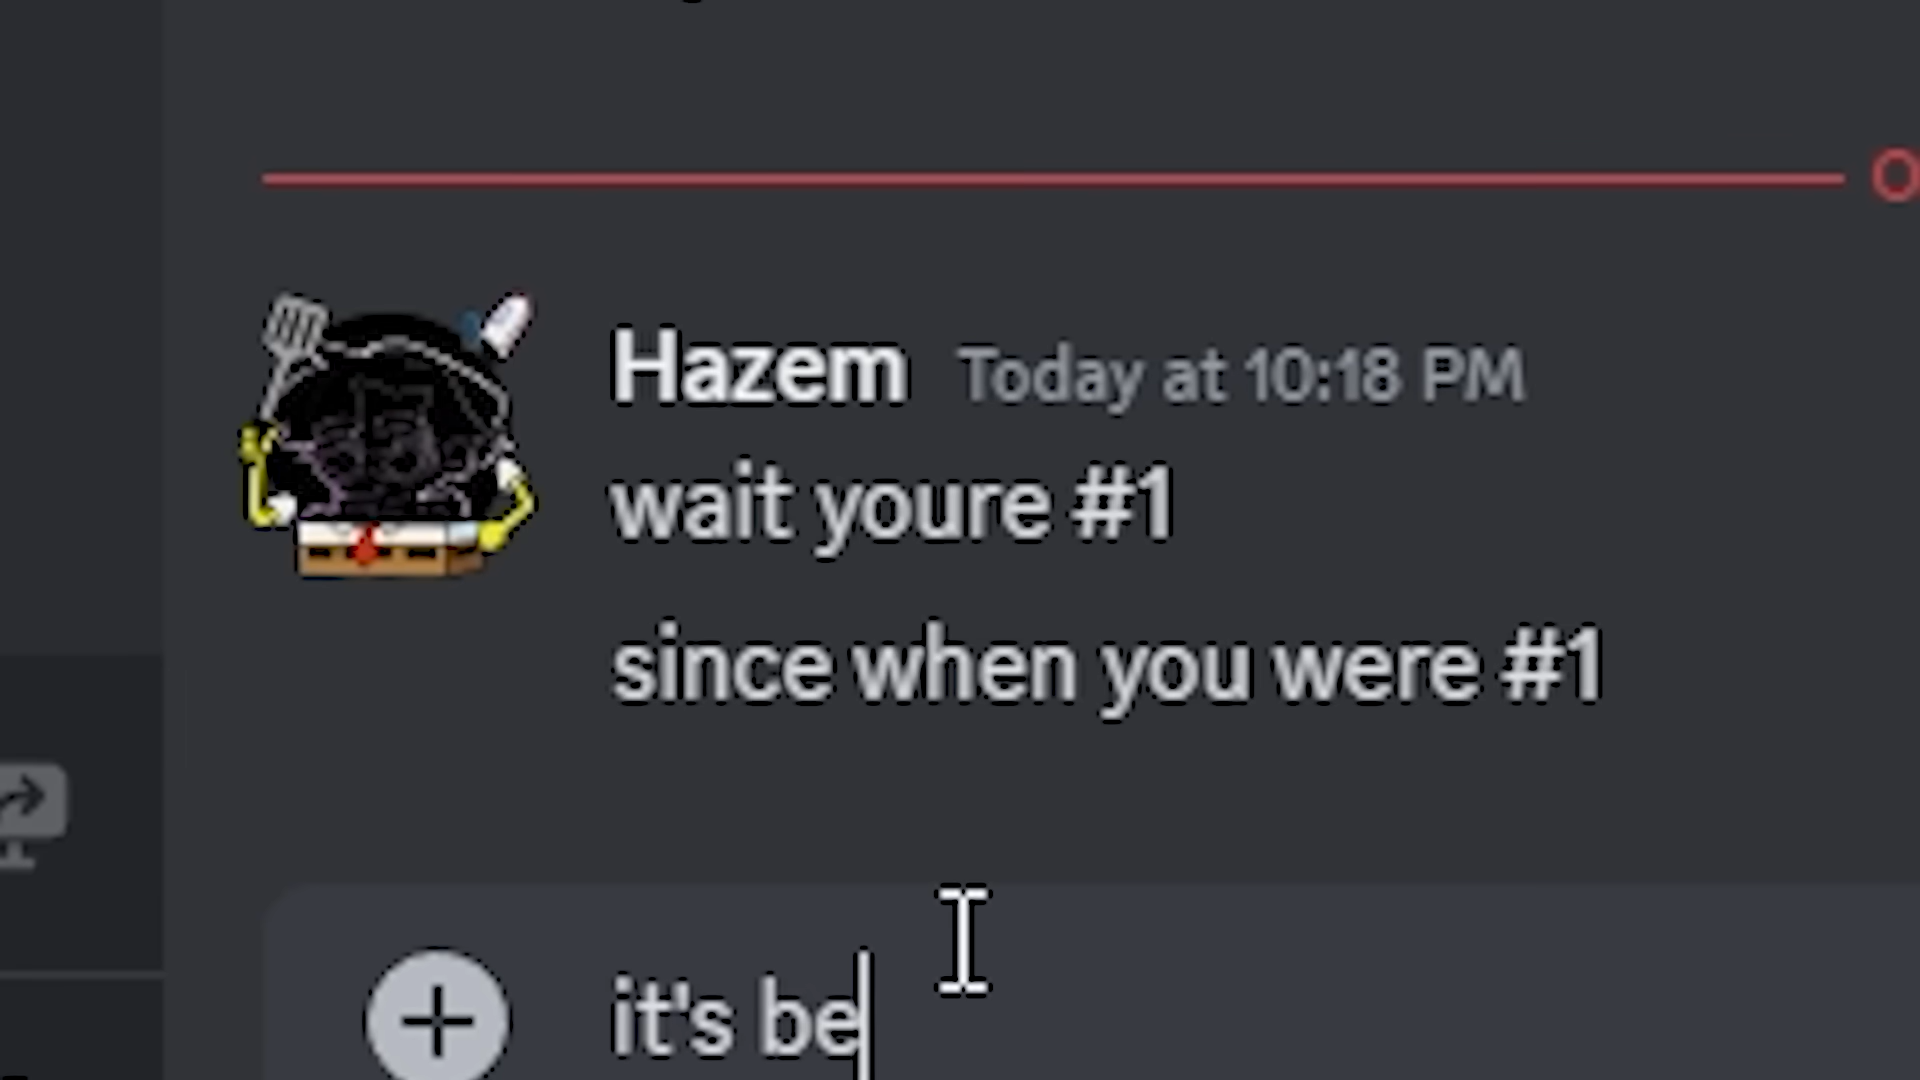 Hazem Today at 10:18 PM
wait youre #1
since when you were #1
it's be